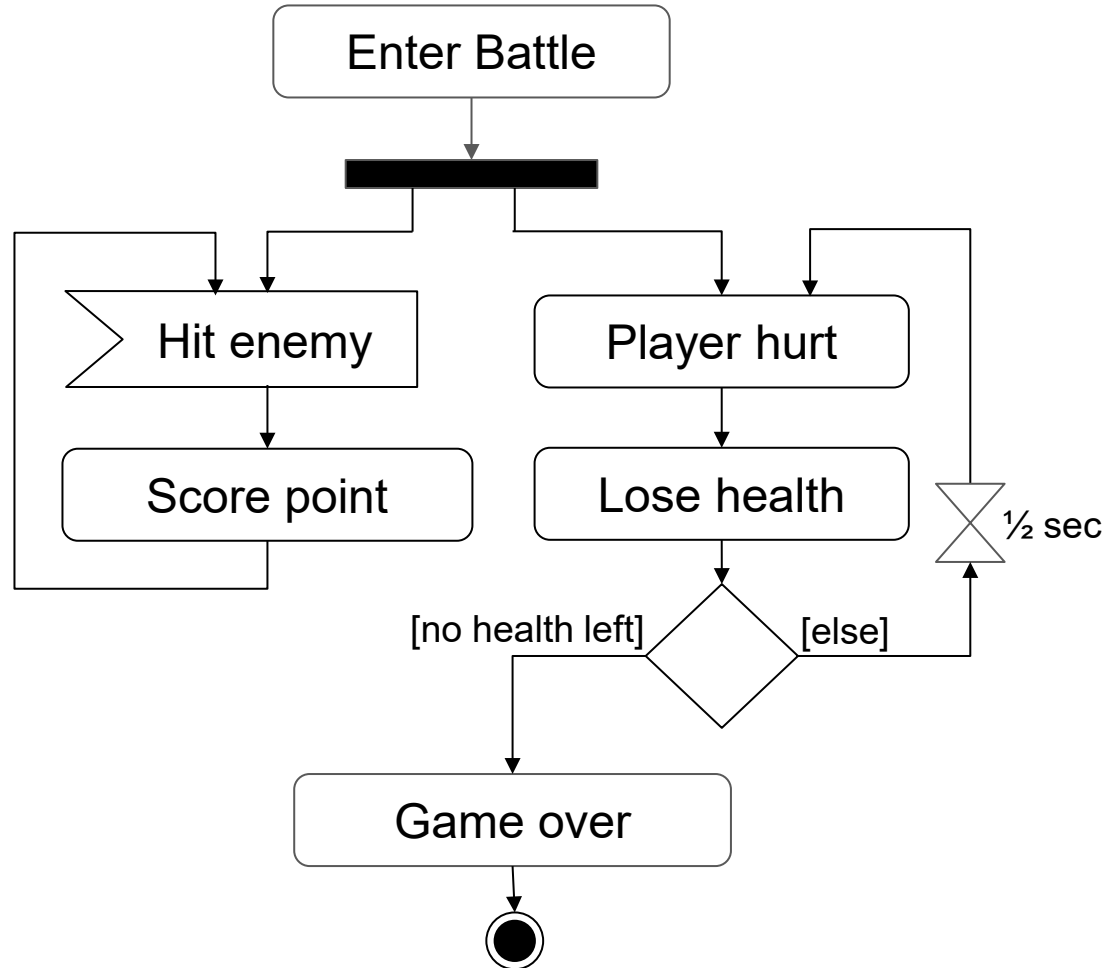 Enter Battle
Hit enemy
Player hurt
Score point
Lose health
½ sec
[no health left]
[else]
Game over